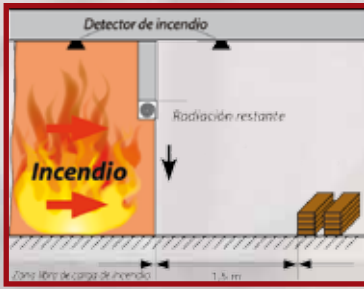 Detector de incendio
Radiación restante
Incendio
Zona libre de carga de incendio
1,5 m